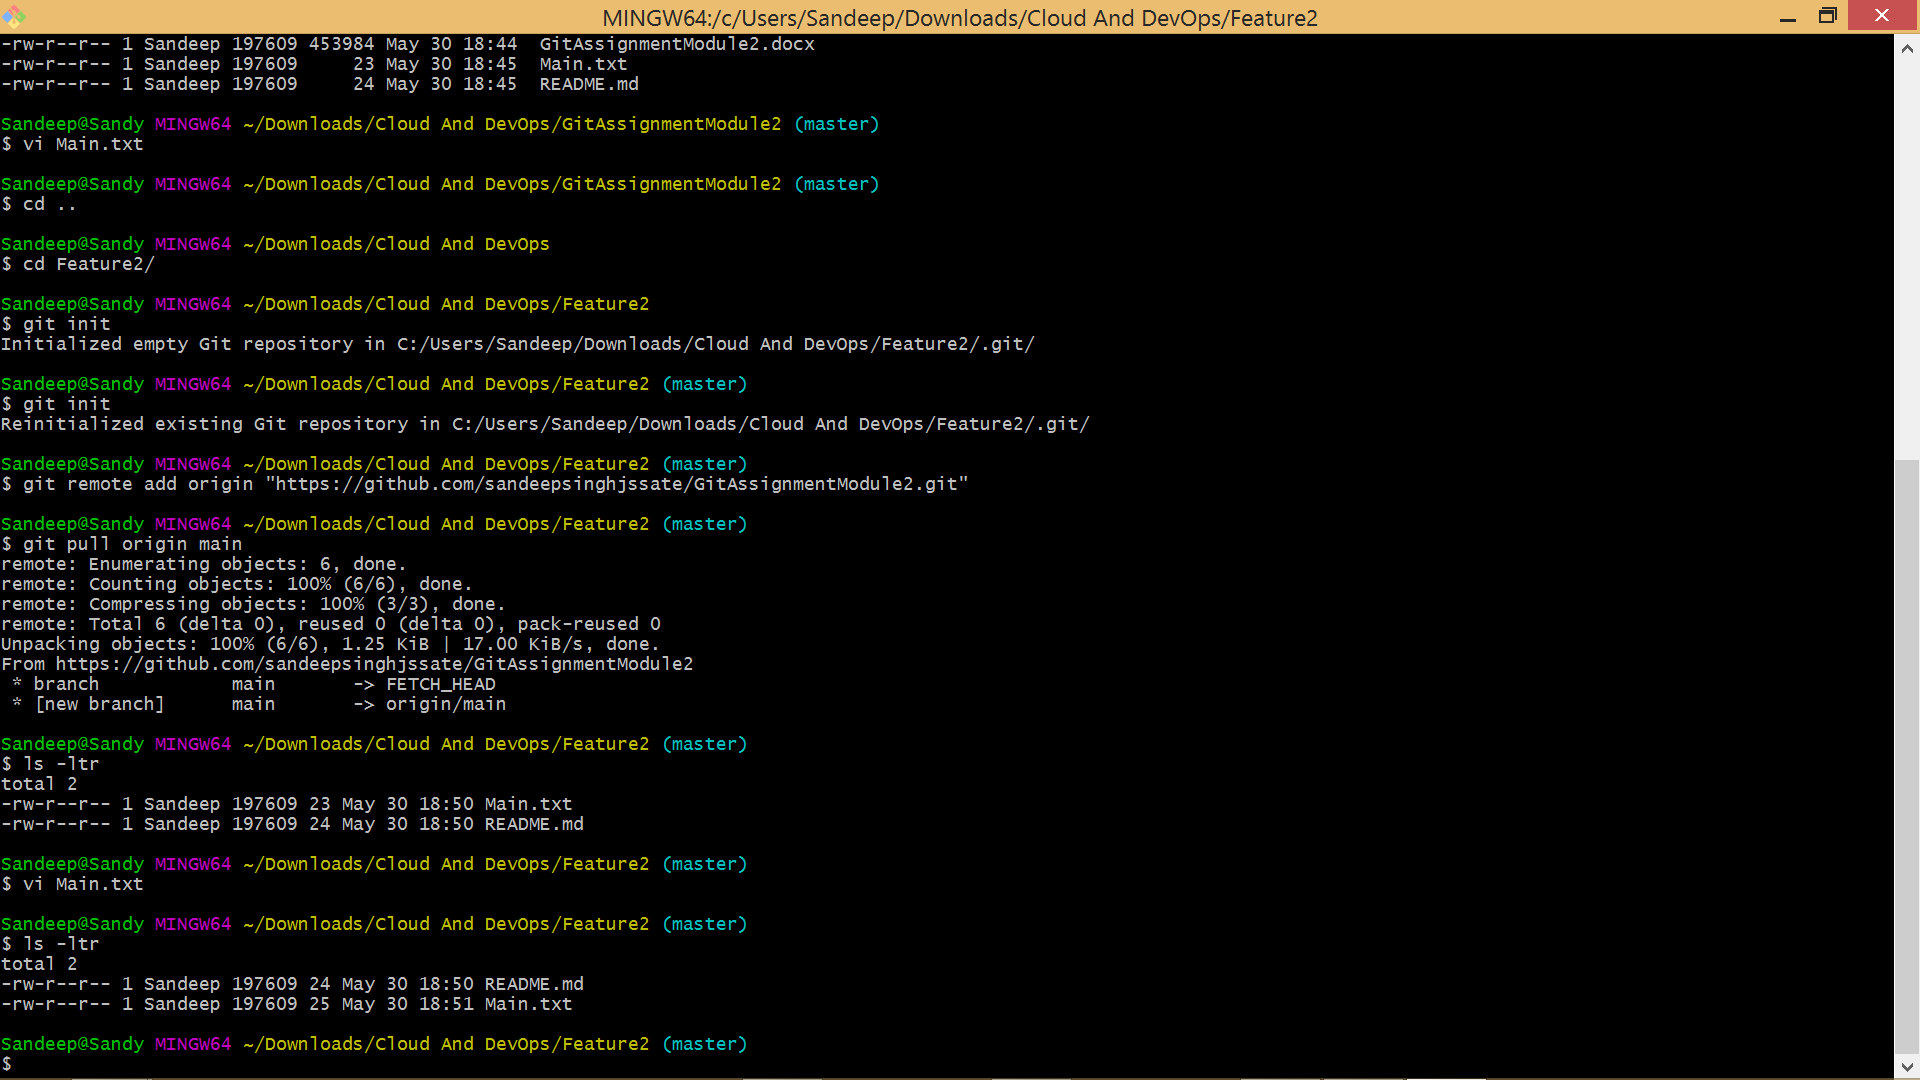 MINGW64:/c/Users/Sandeep/Downloads/Cloud And DevOps/Feature2
-rw-r--r-- 1 Sandeep 197609 453984 May 30 18:44  GitAssignmentModule2.docx
-rw-r--r-- 1 Sandeep 197609     23 May 30 18:45  Main.txt
-rw-r--r-- 1 Sandeep 197609     24 May 30 18:45  README.md
Sandeep@Sandy MINGW64 ~/Downloads/Cloud And DevOps/GitAssignmentModule2 (master)
$ vi Main.txt
Sandeep@Sandy MINGW64 ~/Downloads/Cloud And DevOps/GitAssignmentModule2 (master)
$ cd ..
Sandeep@Sandy MINGW64 ~/Downloads/Cloud And DevOps
$ cd Feature2/
Sandeep@Sandy MINGW64 ~/Downloads/Cloud And DevOps/Feature2
$ git init
Initialized empty Git repository in C:/Users/Sandeep/Downloads/Cloud And DevOps/Feature2/.git/
Sandeep@Sandy MINGW64 ~/Downloads/Cloud And DevOps/Feature2 (master)
$ git init
Reinitialized existing Git repository in C:/Users/Sandeep/Downloads/Cloud And DevOps/Feature2/.git/
Sandeep@Sandy MINGW64 ~/Downloads/Cloud And DevOps/Feature2 (master)
$ git remote add origin "https://github.com/sandeepsinghjssate/GitAssignmentModule2.git"
Sandeep@Sandy MINGW64 ~/Downloads/Cloud And DevOps/Feature2 (master)
$ git pull origin main
remote: Enumerating objects: 6, done.
remote: Counting objects: 100% (6/6), done.
remote: Compressing objects: 100% (3/3), done.
remote: Total 6 (delta 0), reused 0 (delta 0), pack-reused 0
Unpacking objects: 100% (6/6), 1.25 KiB | 17.00 KiB/s, done.
From https://github.com/sandeepsinghjssate/GitAssignmentModule2
 * branch            main       -> FETCH_HEAD
 * [new branch]      main       -> origin/main
Sandeep@Sandy MINGW64 ~/Downloads/Cloud And DevOps/Feature2 (master)
$ ls -ltr
total 2
-rw-r--r-- 1 Sandeep 197609 23 May 30 18:50 Main.txt
-rw-r--r-- 1 Sandeep 197609 24 May 30 18:50 README.md
Sandeep@Sandy MINGW64 ~/Downloads/Cloud And DevOps/Feature2 (master)
$ vi Main.txt
Sandeep@Sandy MINGW64 ~/Downloads/Cloud And DevOps/Feature2 (master)
$ ls -ltr
total 2
-rw-r--r-- 1 Sandeep 197609 24 May 30 18:50 README.md
-rw-r--r-- 1 Sandeep 197609 25 May 30 18:51 Main.txt
Sandeep@Sandy MINGW64 ~/Downloads/Cloud And DevOps/Feature2 (master)
$